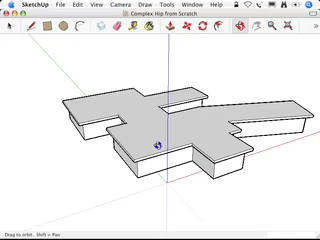 SketchUp File Edit View Camera Draw Tools Window Help
Complex Hip from Scratch
Drag to orbit. Shift = Pan